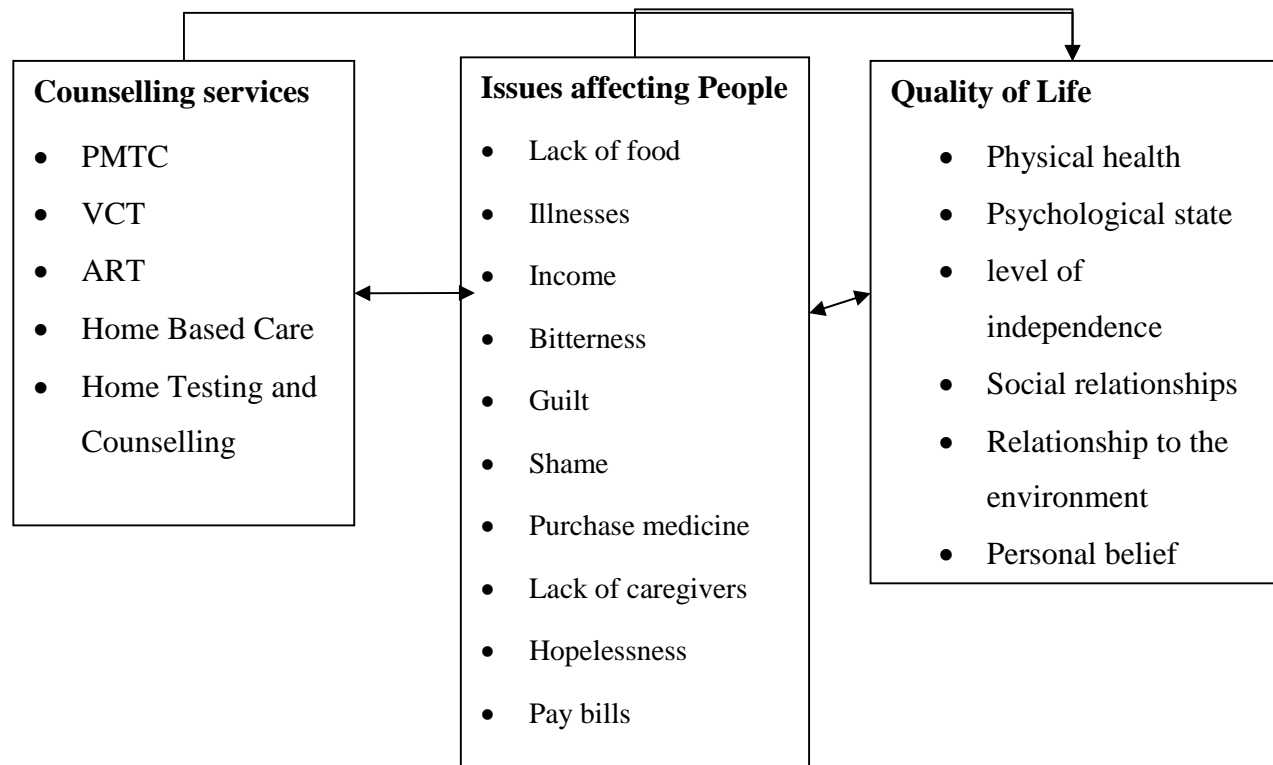 Counselling services
• PMTC
• VCT
• ART
• Home Based Care
• Home Testing and
Counselling
Issues affecting People
• Lack of food
• Illnesses
• Income
• Bitterness
• Guilt
• Shame
• Purchase medicine
• Lack of caregivers
• Hopelessness
• Pay bills
Quality of Life
• Physical health
• Psychological state
• level of
independence
• Social relationships
• Relationship to the
environment
• Personal belief